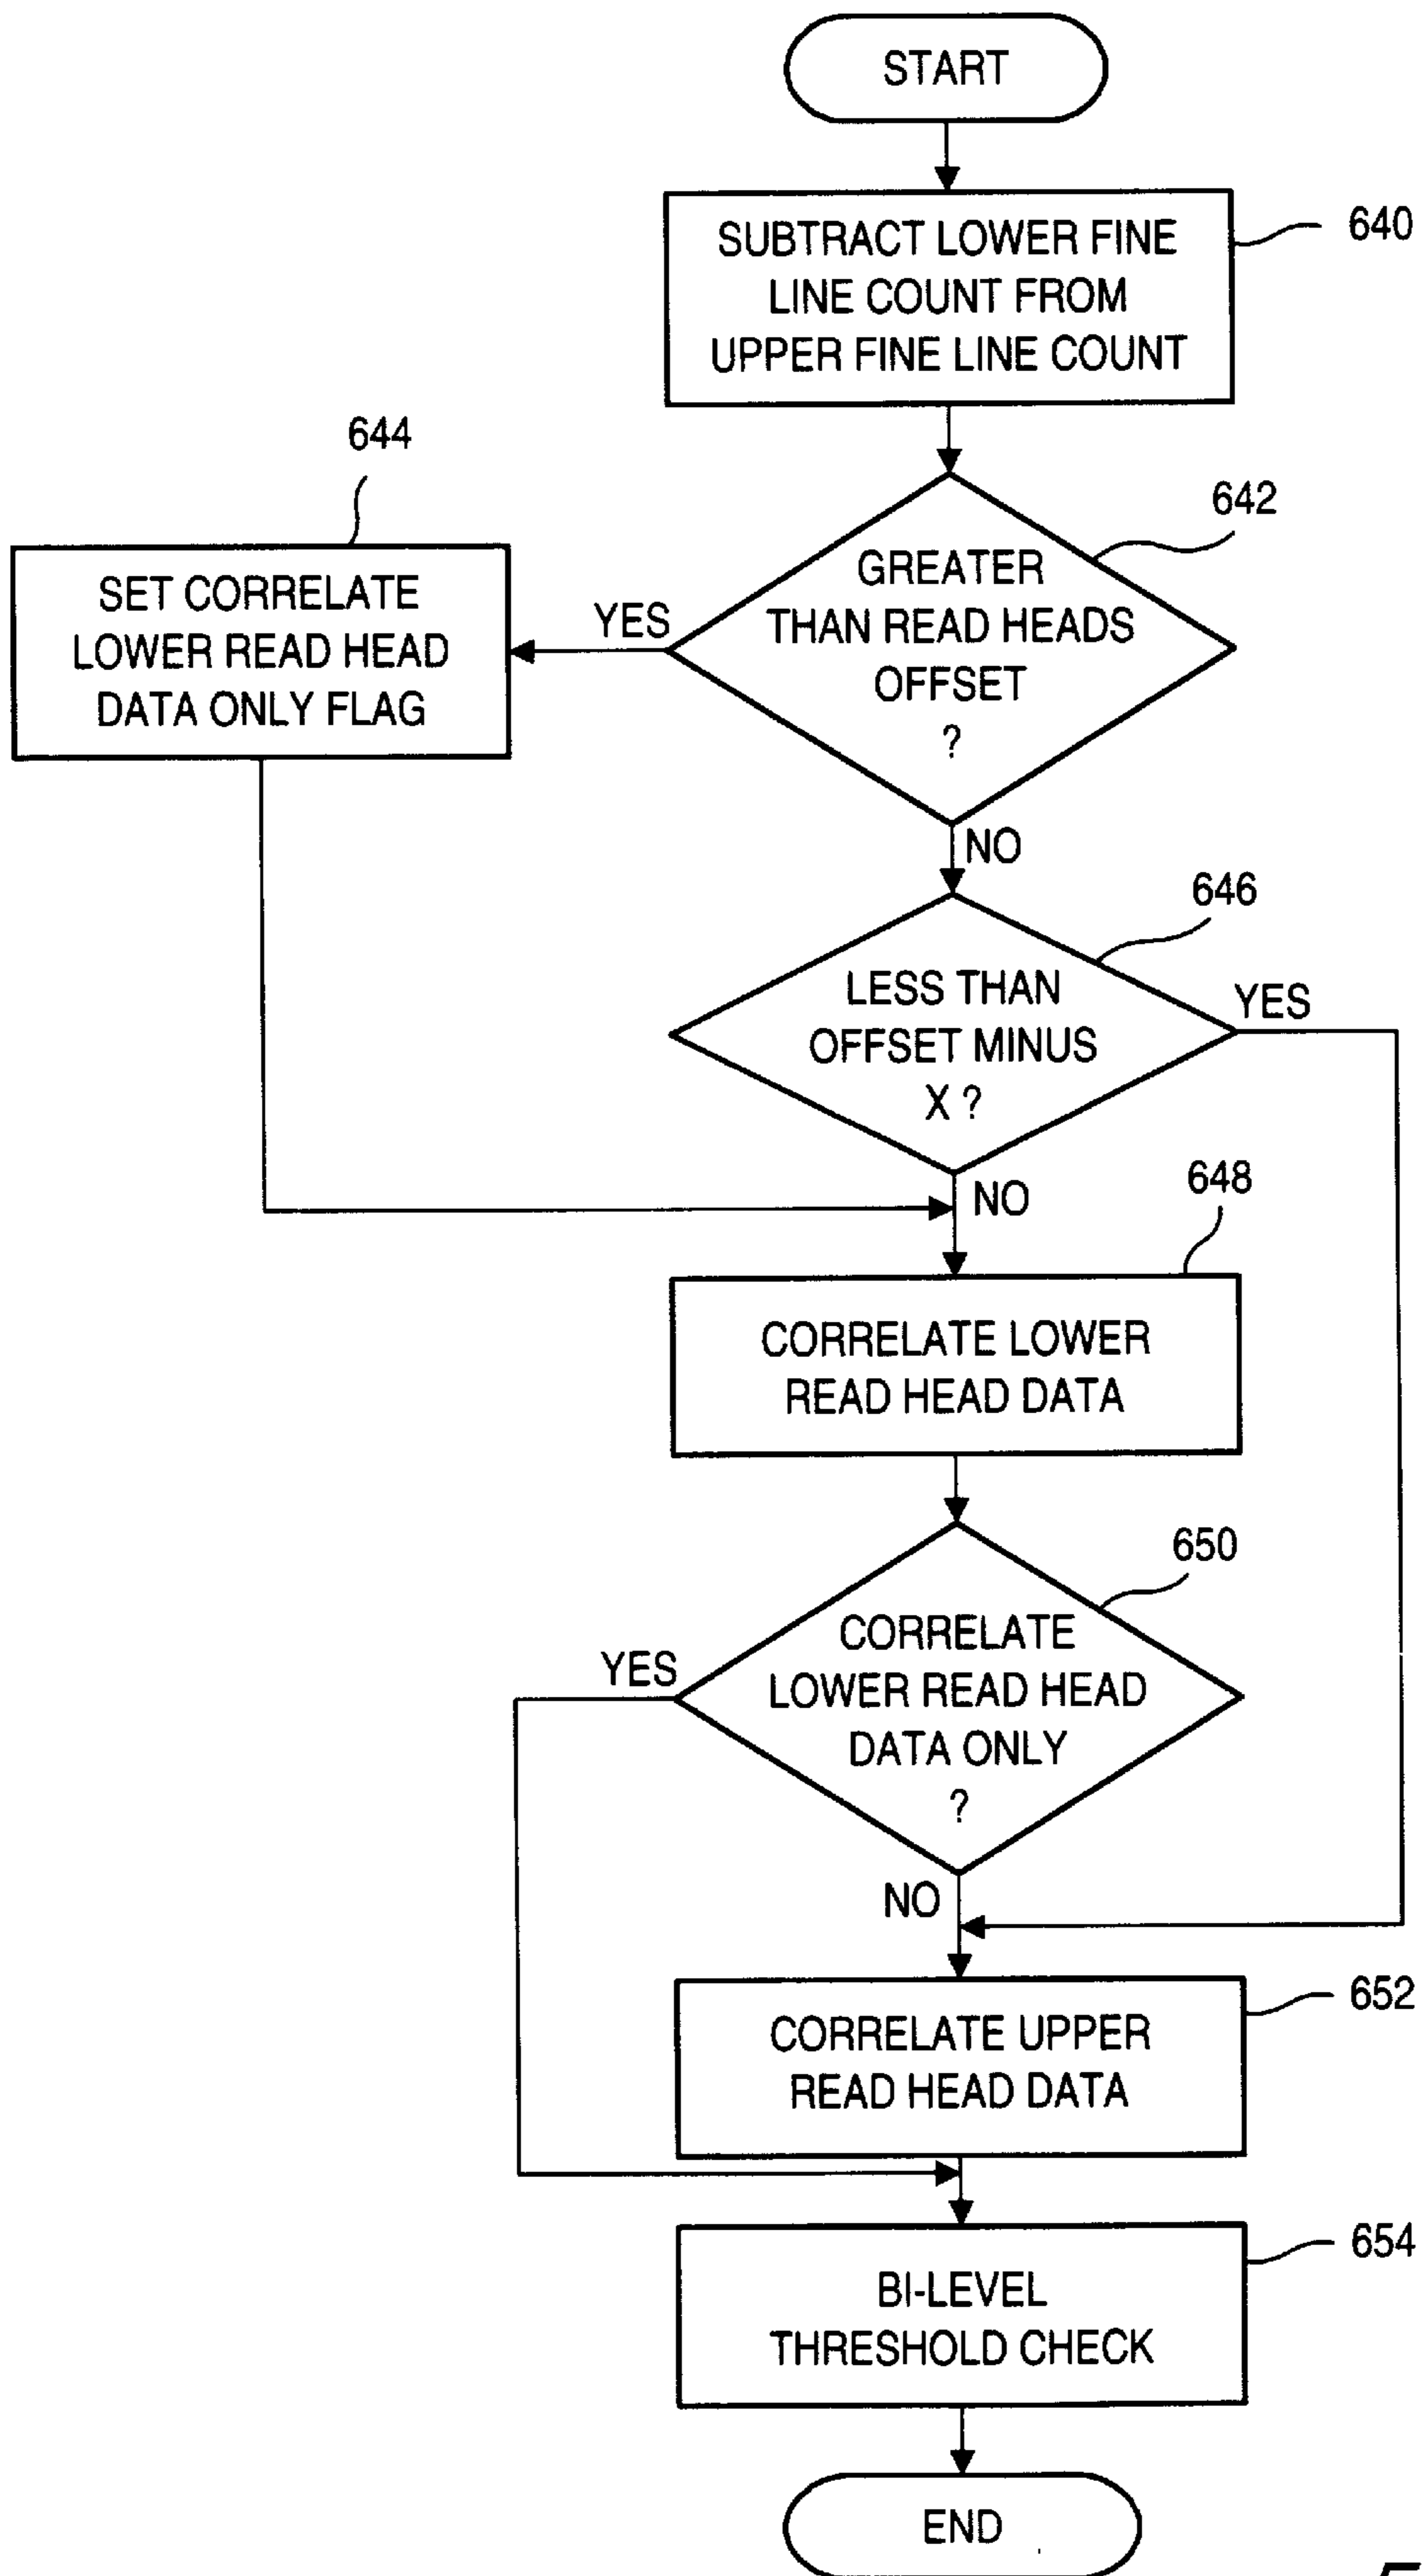 START
SUBTRACT LOWER FINE
LINE COUNT FROM
UPPER FINE LINE COUNT
640
644
642
SET CORRELATE
LOWER READ HEAD
DATA ONLY FLAG
YES
GREATER
THAN READ HEADS
OFFSET
?
NO
646
LESS THAN
OFFSET MINUS
X ?
YES
NO
648
CORRELATE LOWER
READ HEAD DATA
650
YES
CORRELATE
LOWER READ HEAD
DATA ONLY
?
NO
652
CORRELATE UPPER
READ HEAD DATA
654
BI-LEVEL
THRESHOLD CHECK
END